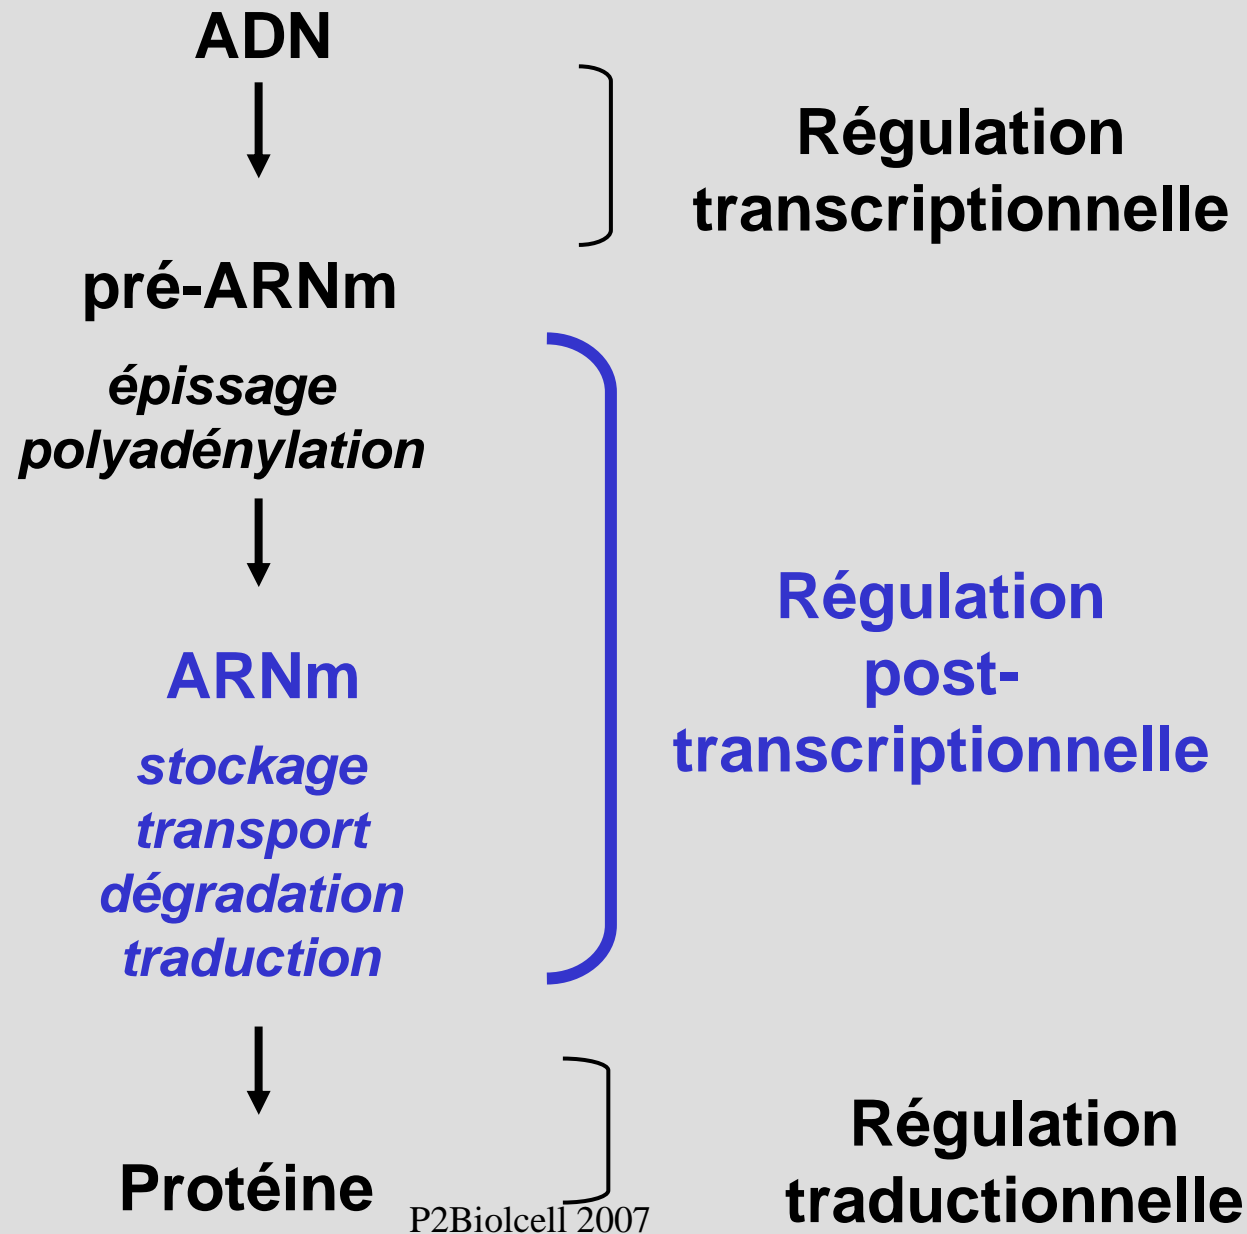 ADN
Régulation
transcriptionnelle
pré-ARNm
épissage
polyadénylation
ARNm
stockage
transport
dégradation
traduction
Régulation
post-
transcriptionnelle
Protéine
Régulation
traductionnelle
P2Biolcell 2007